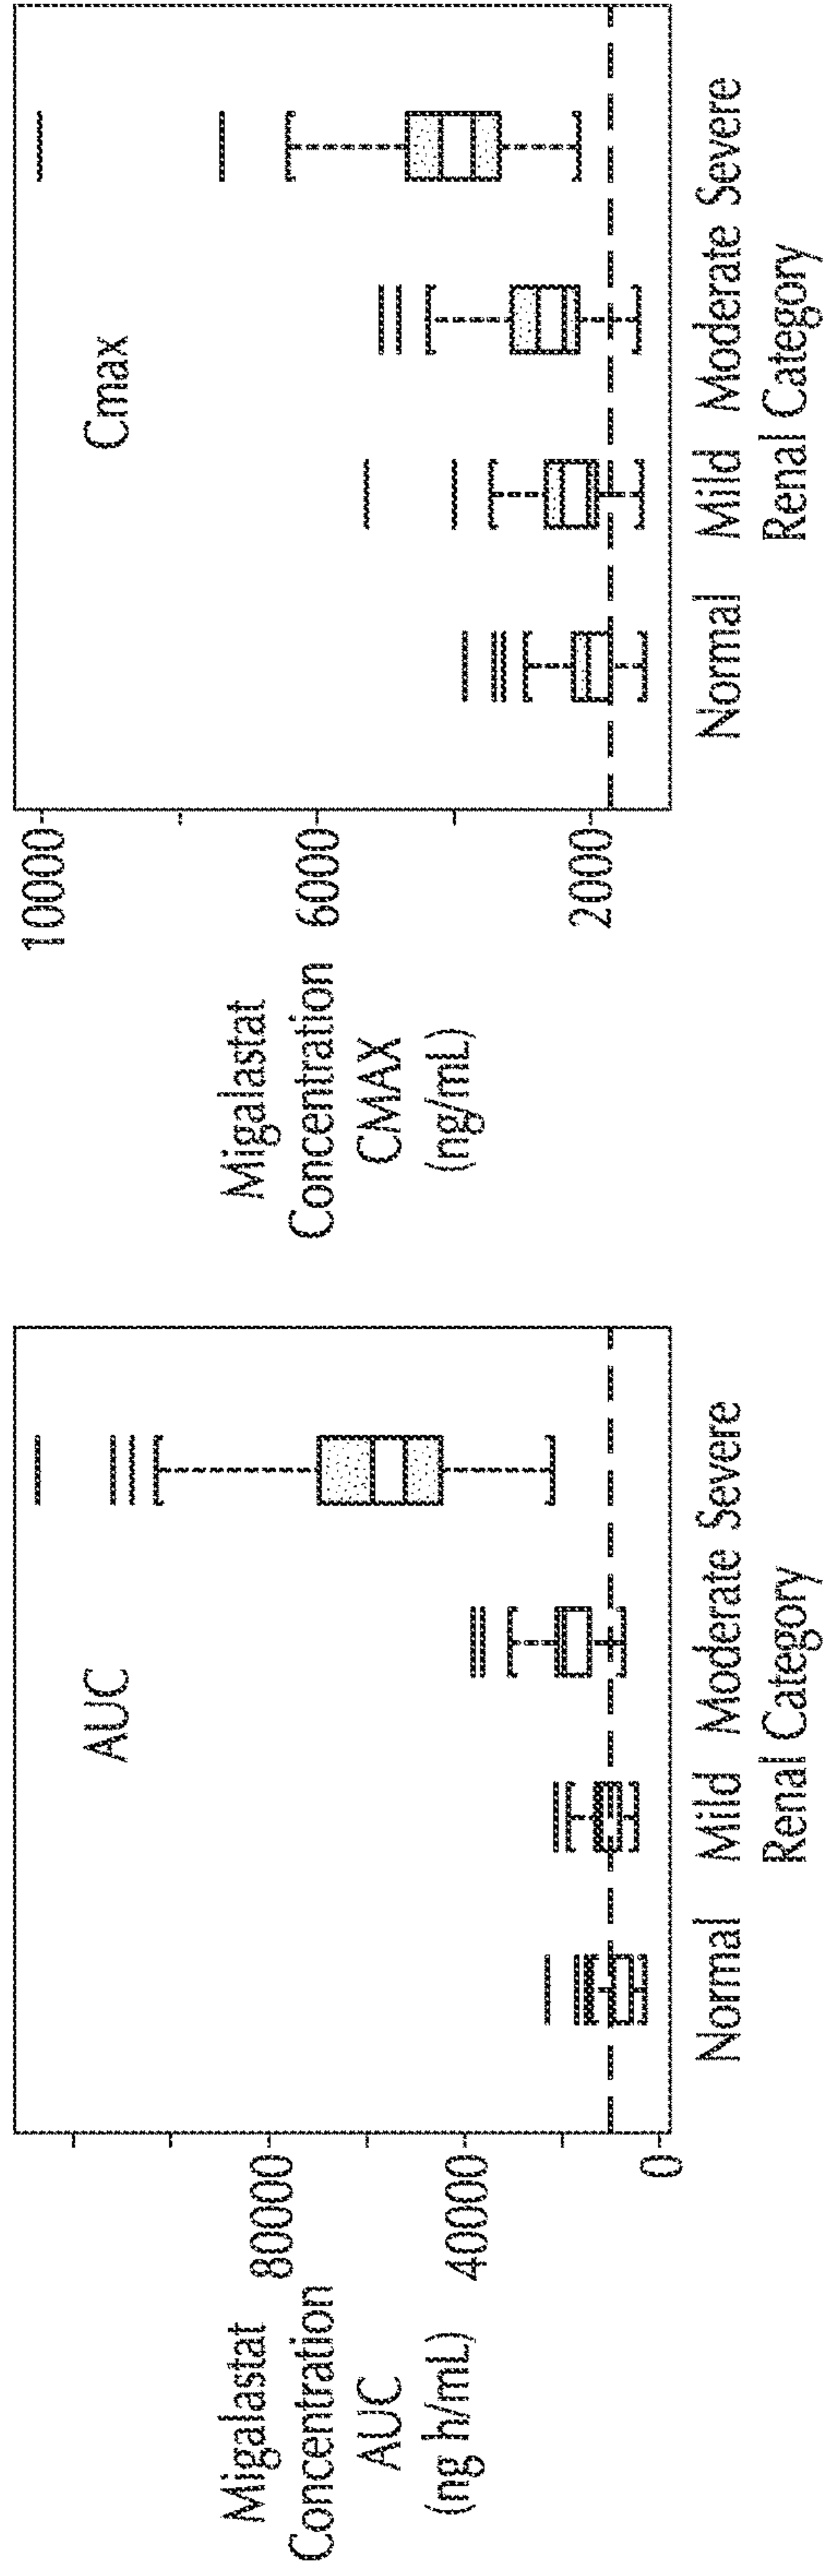 AUC
Migalastat
Concentration
AUC
(ng h/mL)
80000
40000
0
Normal Mild Moderate Severe
Renal Category
Cmax
Migalastat
Concentration
CMAX
(ng/mL)
10000
6000
2000
Normal Mild Moderate Severe
Renal Category